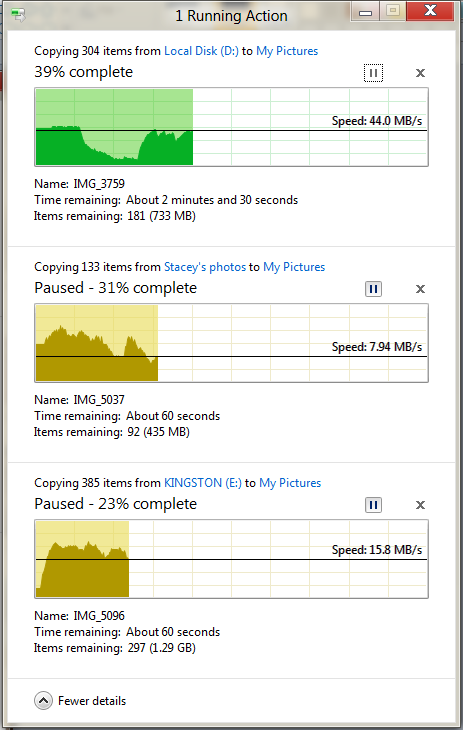 1 Running Action
Copying 304 items from Local Disk (D:) to My Pictures
39% complete
Speed: 44.0 MB/s
Name: IMG_3759
Time remaining: About 2 minutes and 30 seconds
Items remaining: 181 (733 MB)
Copying 133 items from Stacey's photos to My Pictures
Paused - 31% complete
Speed: 7.94 MB/s
Name: IMG_5037
Time remaining: About 60 seconds
Items remaining: 92 (435 MB)
Copying 385 items from KINGSTON (E:) to My Pictures
Paused - 23% complete
Speed: 15.8 MB/s
Name: IMG_5096
Time remaining: About 60 seconds
Items remaining: 297 (1.29 GB)
Fewer details